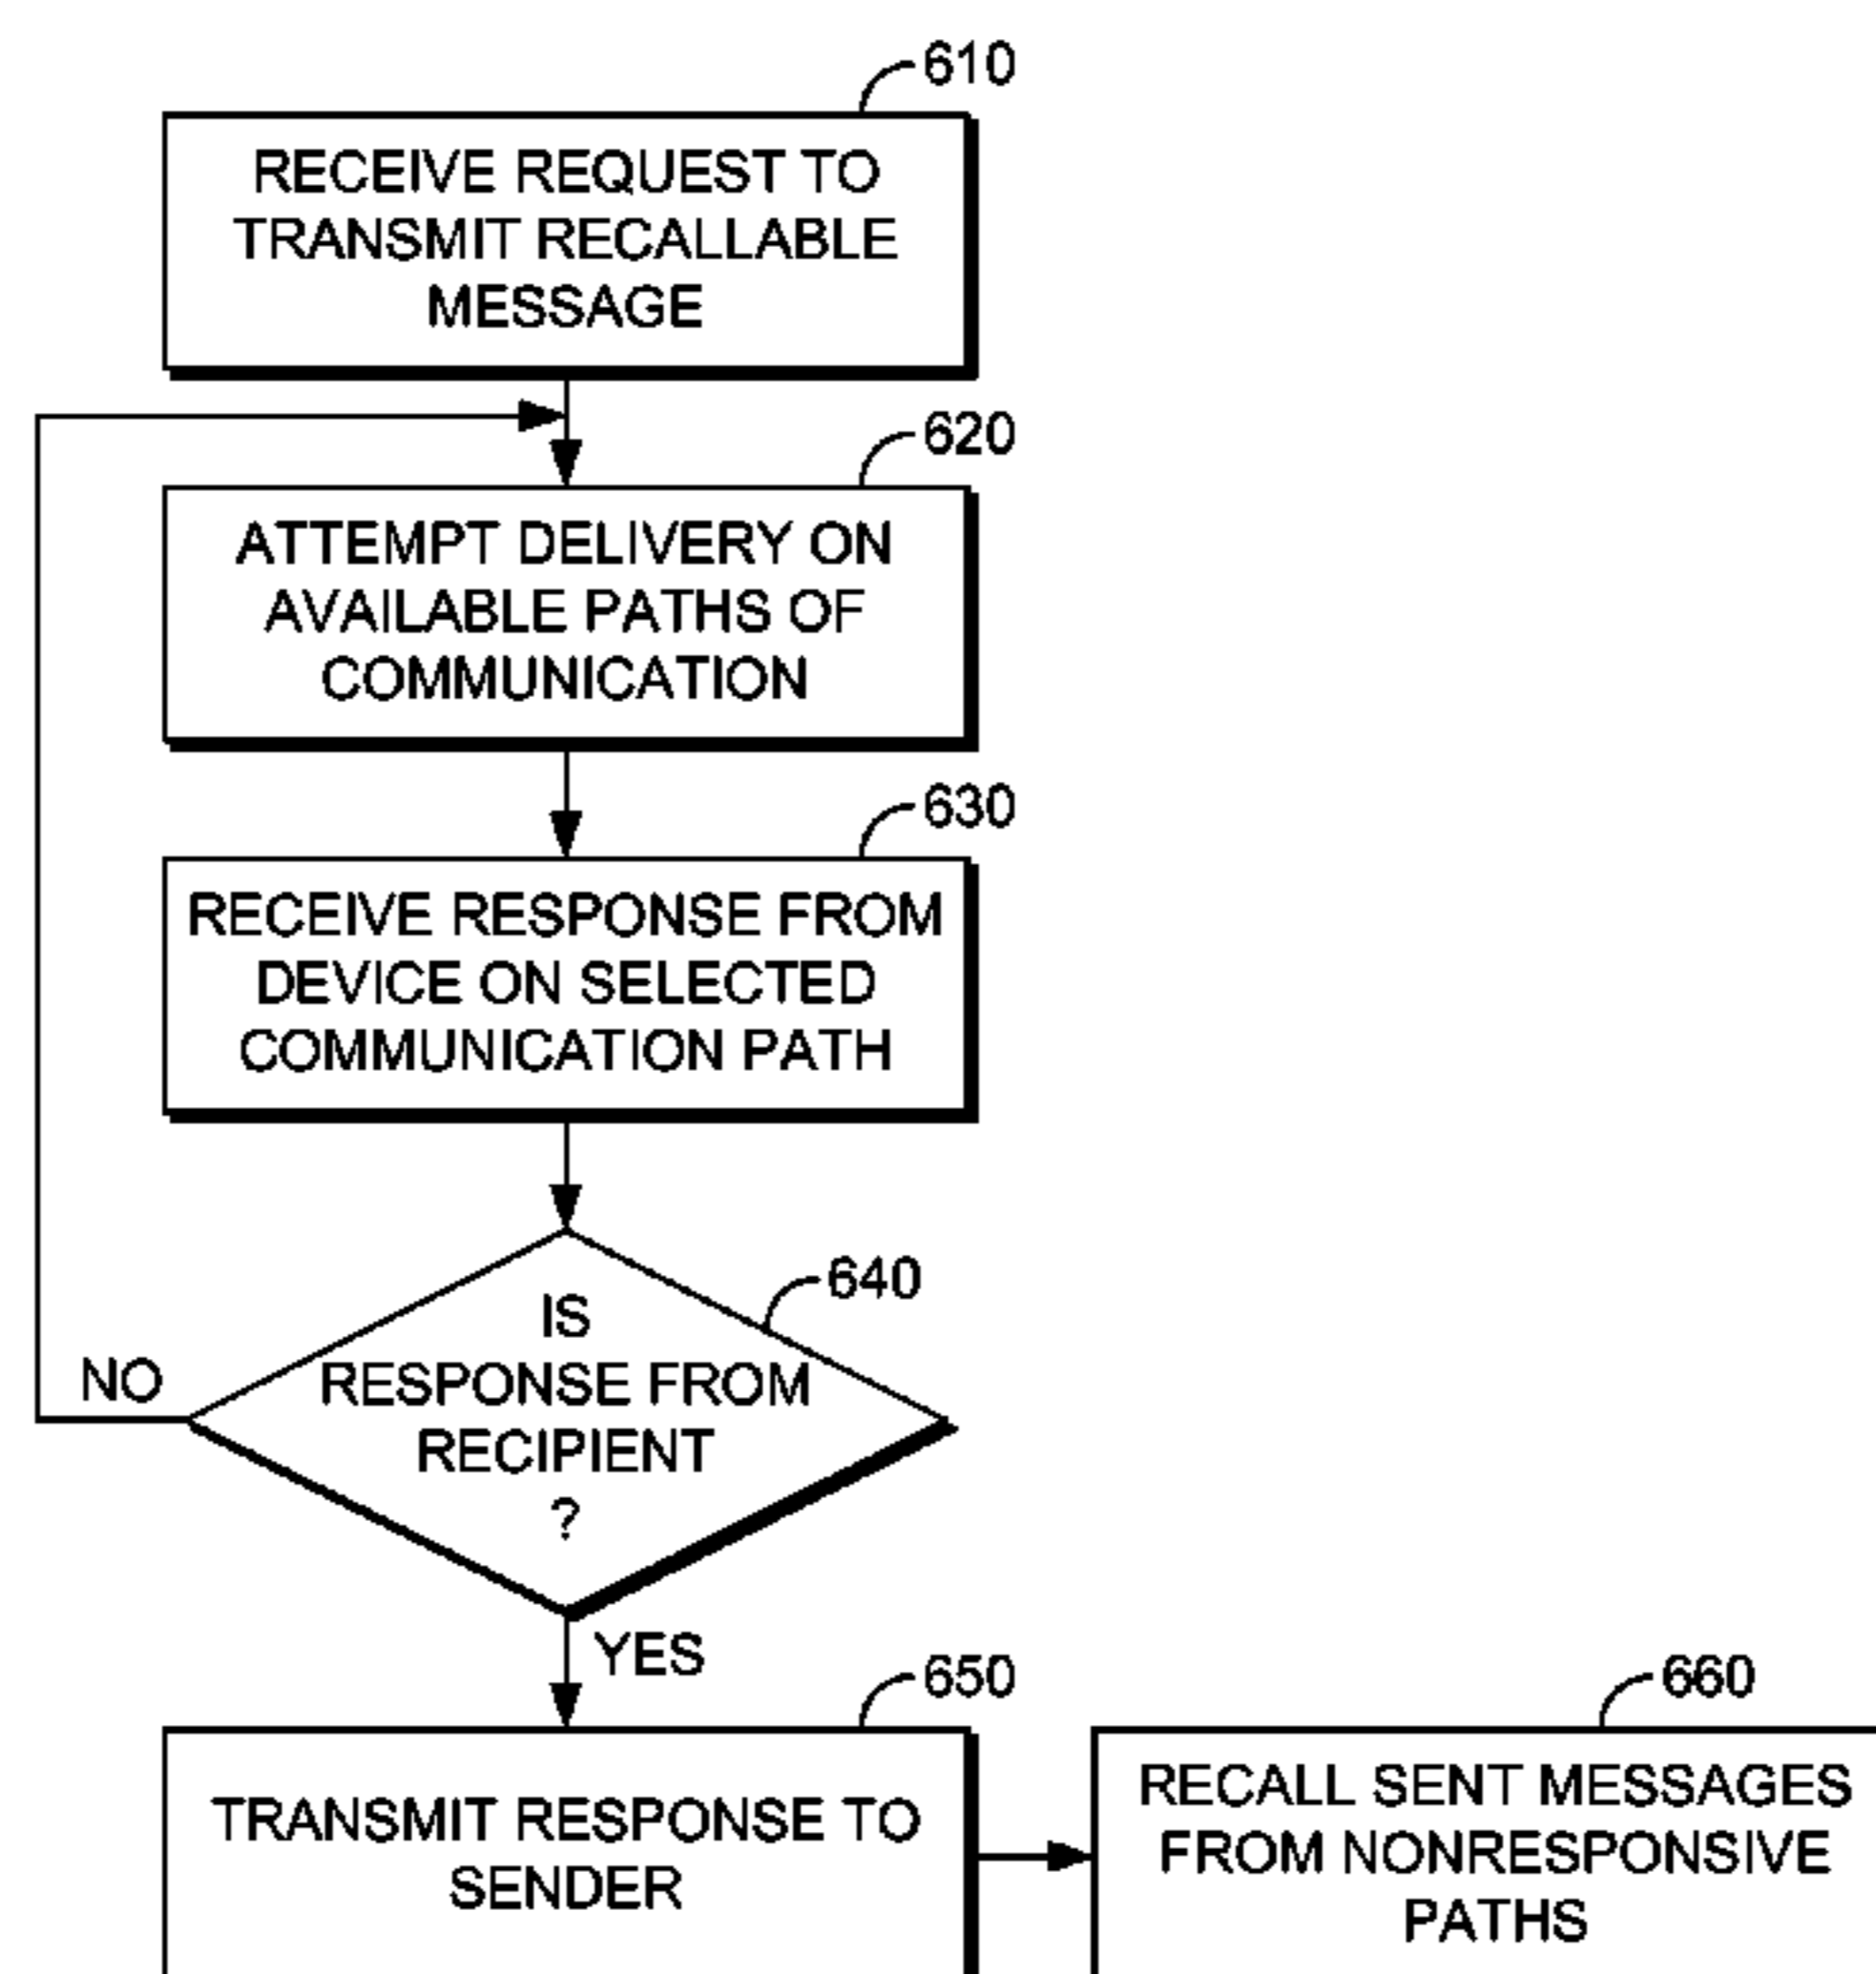 610
RECEIVE REQUEST TO
TRANSMIT RECALLABLE
MESSAGE
620
ATTEMPT DELIVERY ON
AVAILABLE PATHS OF
COMMUNICATION
630
RECEIVE RESPONSE FROM
DEVICE ON SELECTED
COMMUNICATION PATH
640
IS
RESPONSE FROM
RECIPIENT
?
NO
YES
650
TRANSMIT RESPONSE TO
SENDER
660
RECALL SENT MESSAGES
FROM NONRESPONSIVE
PATHS